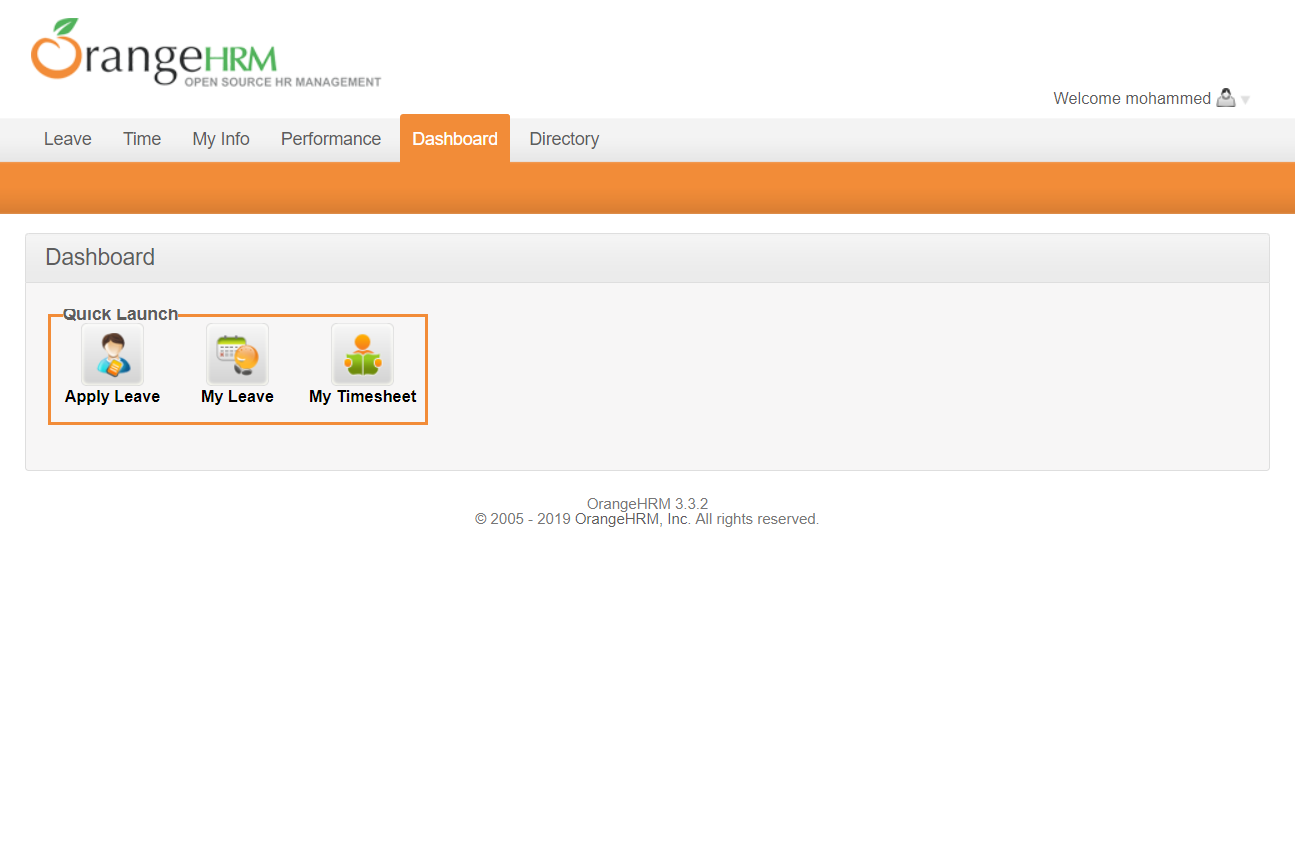 OrangeHRM
OPEN SOURCE HR MANAGEMENT
Welcome mohammed
Leave Time My Info Performance Dashboard Directory
Dashboard
Quick Launch
Apply Leave My Leave My Timesheet
OrangeHRM 3.3.2
© 2005 - 2019 OrangeHRM, Inc. All rights reserved.